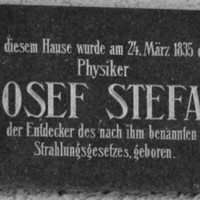 diesem Hause wurde am 24. März 1835 d
Physiker
OSEF STEFA
der Entdecker des nach ihm benannten
Strahlungsgesetzes, geboren.